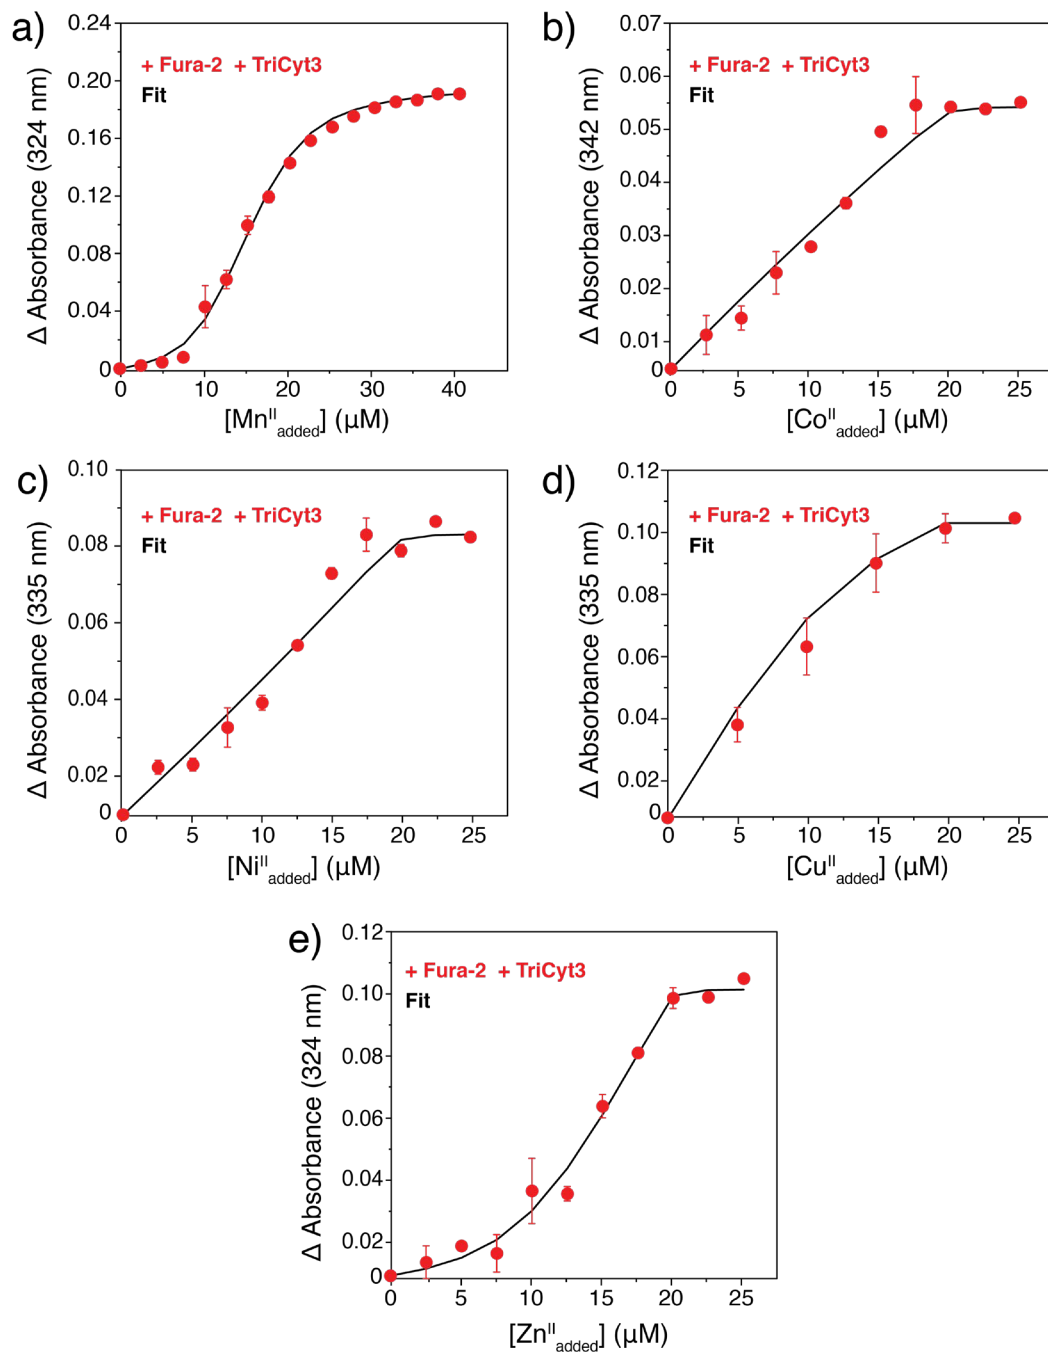 a)
0.24
0.20
0.16
0.12
0.08
0.04
0
Δ Absorbance (324 nm)
+ Fura-2 + TriCyt3
Fit
0 10 20 30 40
[Mn^II_added] (µM)
b)
0.07
0.06
0.05
0.04
0.03
0.02
0.01
0
Δ Absorbance (342 nm)
+ Fura-2 + TriCyt3
Fit
0 5 10 15 20 25
[Co^II_added] (µM)
c)
0.10
0.08
0.06
0.04
0.02
0
Δ Absorbance (335 nm)
+ Fura-2 + TriCyt3
Fit
0 5 10 15 20 25
[Ni^II_added] (µM)
d)
0.12
0.10
0.08
0.06
0.04
0.02
0
Δ Absorbance (335 nm)
+ Fura-2 + TriCyt3
Fit
0 5 10 15 20 25
[Cu^II_added] (µM)
e)
0.12
0.10
0.08
0.06
0.04
0.02
0
Δ Absorbance (324 nm)
+ Fura-2 + TriCyt3
Fit
0 5 10 15 20 25
[Zn^II_added] (µM)